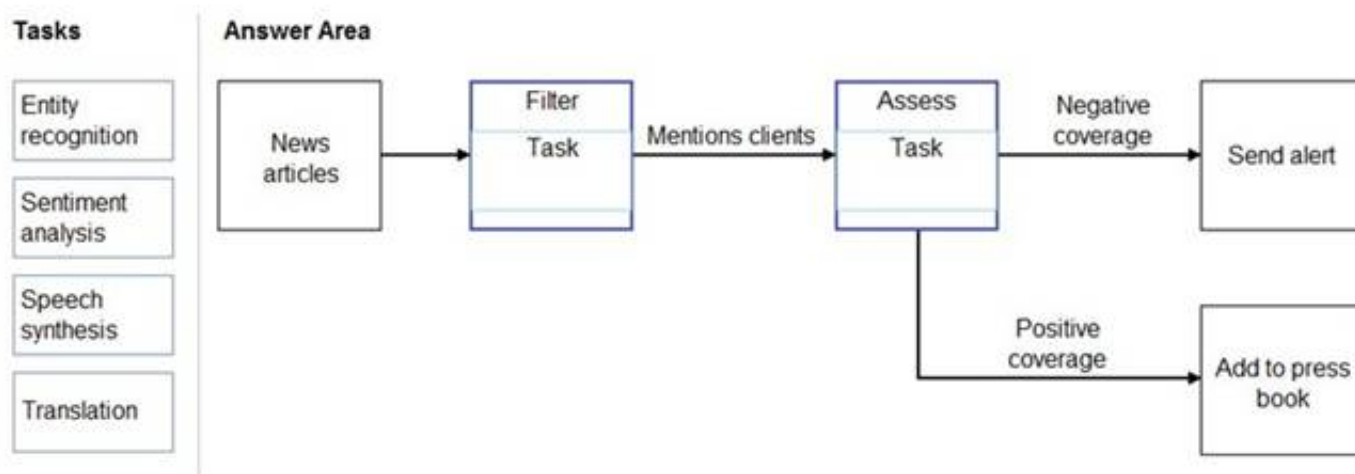 Tasks
Entity
recognition
Sentiment
analysis
Speech
synthesis
Translation
Answer Area
News
articles
Filter
Task
Mentions clients
Assess
Task
Negative
coverage
Send alert
Positive
coverage
Add to press
book